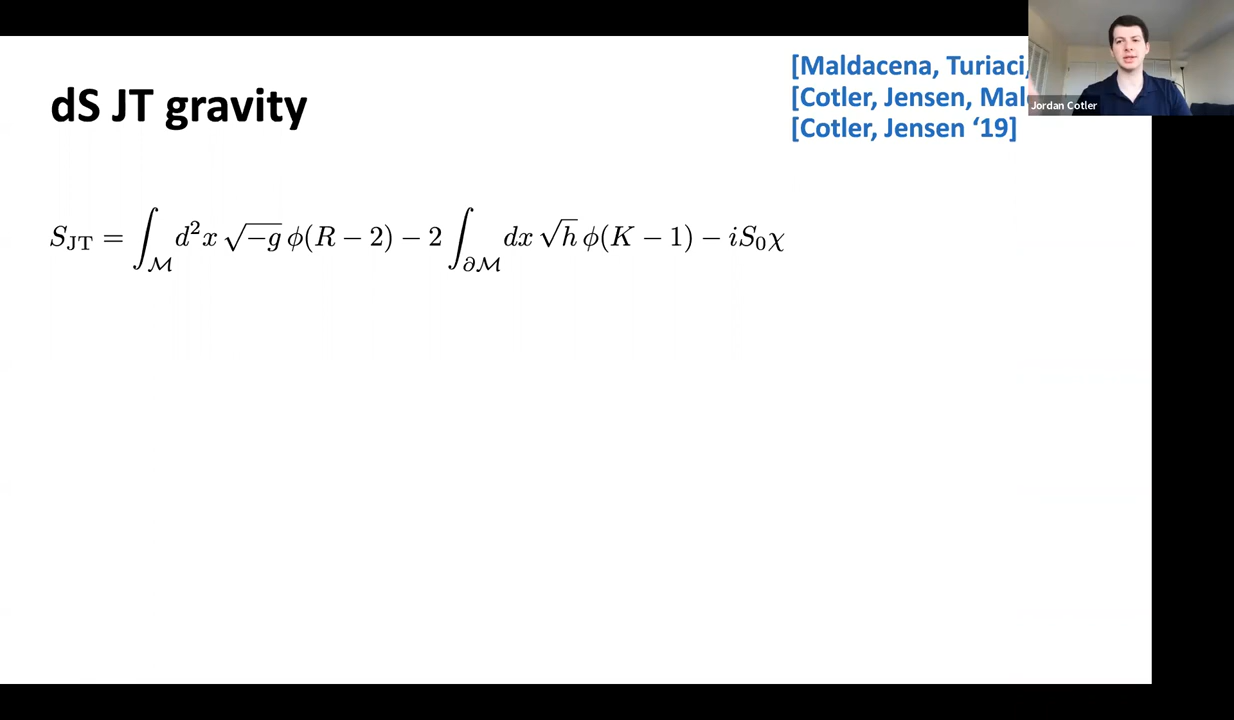 dS JT gravity
[Maldacena, Turiaci,
[Cotler, Jensen,
[Cotler, Jensen ‘19]
Jordan Cotler
S_JT = ∫_ℳ d²x √−g ϕ(R − 2) − 2 ∫_∂ℳ dx √h ϕ(K − 1) − iS₀χ